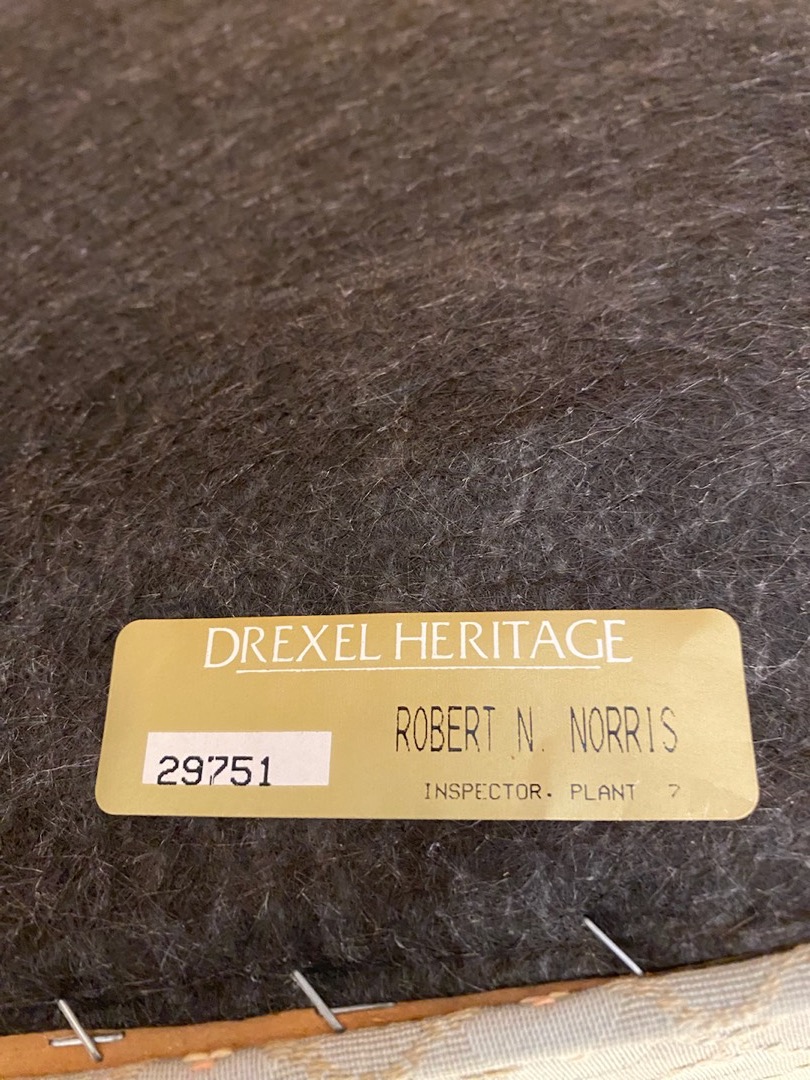 DREXEL HERITAGE
ROBERT N. NORRIS
29751
INSPECTOR. PLANT 7